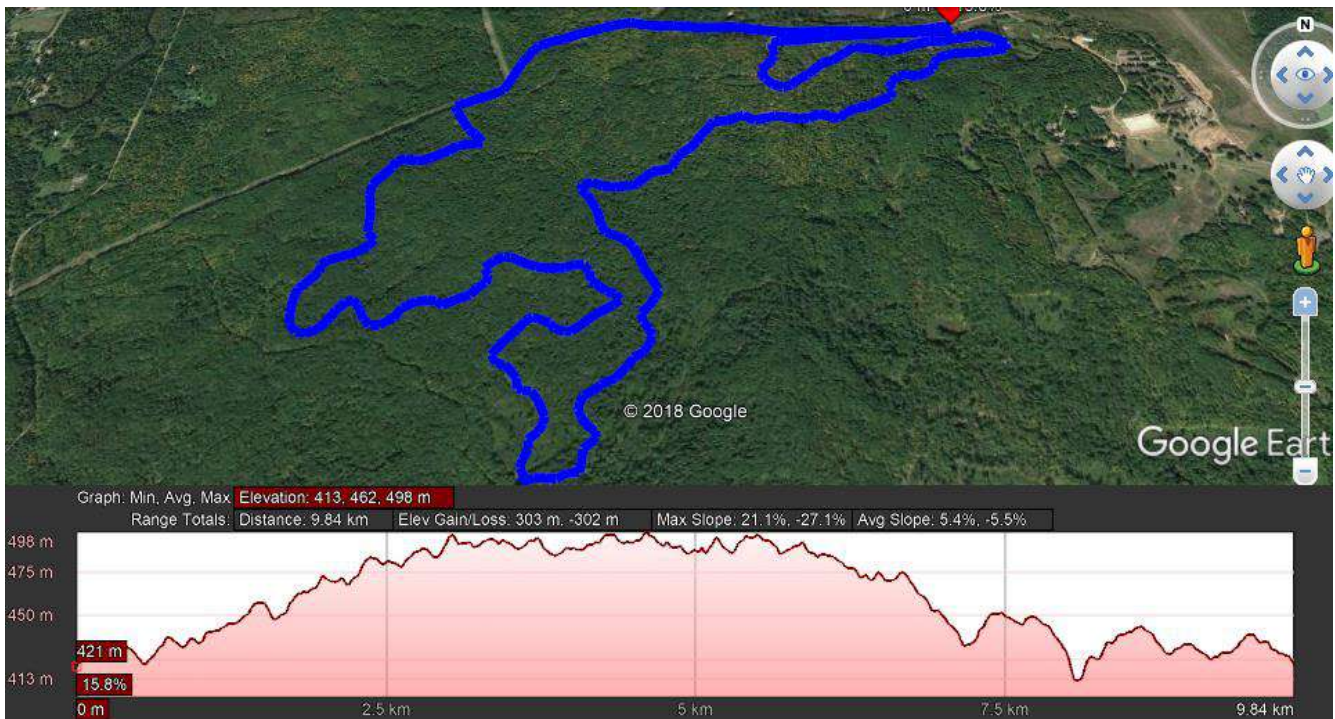 N
© 2018 Google
Google Eart
Graph: Min, Avg, Max Elevation: 413, 462, 498 m
Range Totals: Distance: 9.84 km Elev Gain/Loss: 303 m, -302 m Max Slope: 21.1%, -27.1% Avg Slope: 5.4%, -5.5%
498 m
475 m
450 m
421 m
413 m
15.8%
0 m 2.5 km 5 km 7.5 km 9.84 km